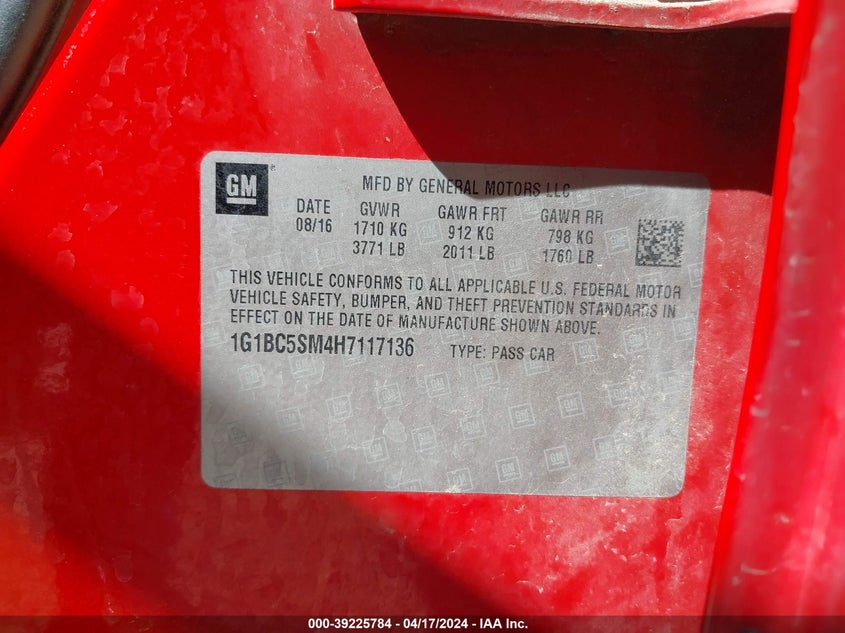 GM
MFD BY GENERAL MOTORS LLC
DATE GVWR GAWR FRT GAWR RR
08/16 1710 KG 912 KG 798 KG
3771 LB 2011 LB 1760 LB
THIS VEHICLE CONFORMS TO ALL APPLICABLE U.S. FEDERAL MOTOR
VEHICLE SAFETY, BUMPER, AND THEFT PREVENTION STANDARDS IN
EFFECT ON THE DATE OF MANUFACTURE SHOWN ABOVE.
1G1BC5SM4H7117136 TYPE: PASS CAR
000-39225784 - 04/17/2024 - IAA Inc.